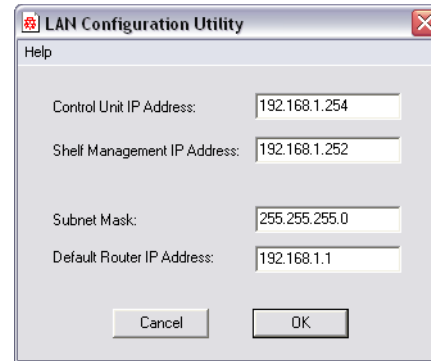 LAN Configuration Utility
Help
Control Unit IP Address: 192.168.1.254
Shelf Management IP Address: 192.168.1.252
Subnet Mask: 255.255.255.0
Default Router IP Address: 192.168.1.1
Cancel OK